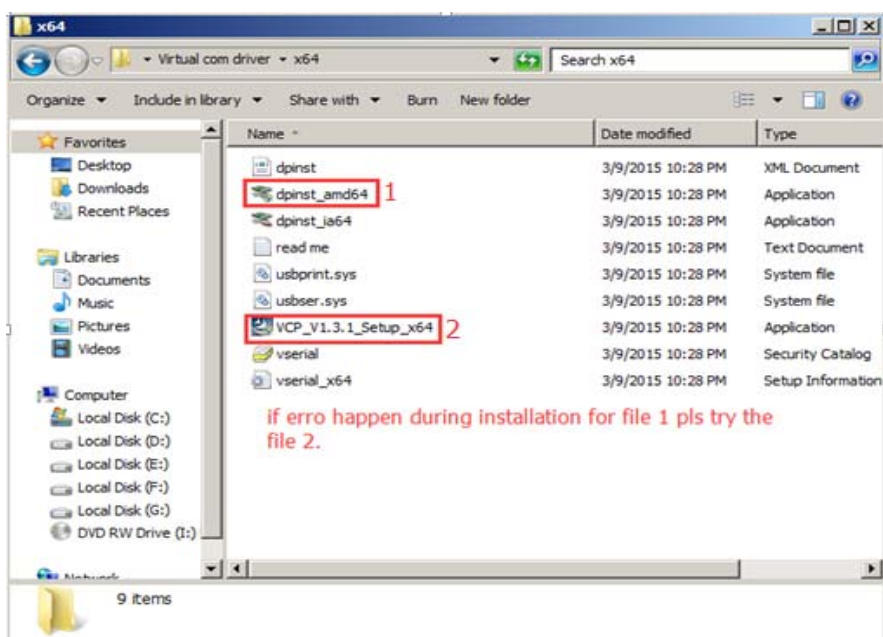 x64
Virtual com driver x64
Search x64
Organize Include in library Share with Burn New folder
Favorites
Desktop
Downloads
Recent Places
Libraries
Documents
Music
Pictures
Videos
Computer
Local Disk (C:)
Local Disk (D:)
Local Disk (E:)
Local Disk (F:)
Local Disk (G:)
DVD RW Drive (I:)
Network
Name Date modified Type
dpinst 3/9/2015 10:28 PM XML Document
dpinst_amd64 1 3/9/2015 10:28 PM Application
dpinst_ia64 3/9/2015 10:28 PM Application
read me 3/9/2015 10:28 PM Text Document
usbprint.sys 3/9/2015 10:28 PM System file
usbser.sys 3/9/2015 10:28 PM System file
VCP_V1.3.1_Setup_x64 2 3/9/2015 10:28 PM Application
vserial 3/9/2015 10:28 PM Security Catalog
vserial_x64 3/9/2015 10:28 PM Setup Information
if erro happen during installation for file 1 pls try the
file 2.
9 items